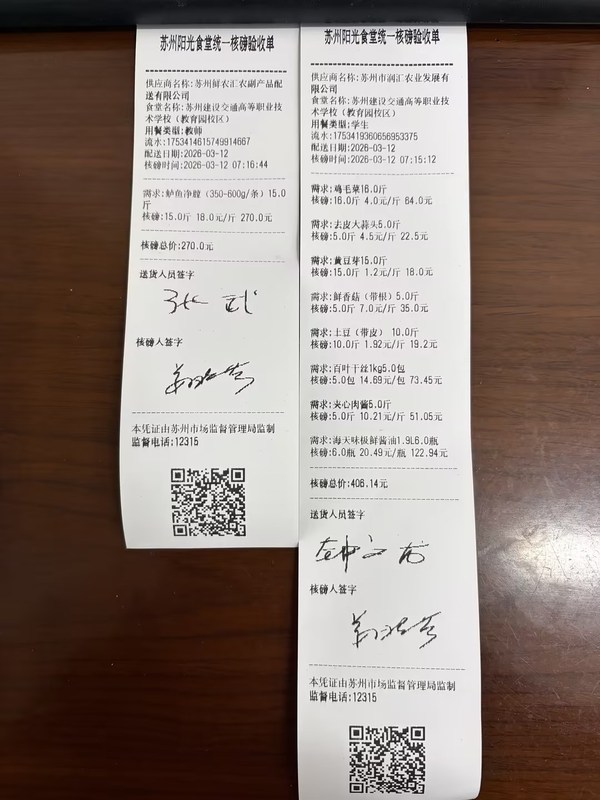 苏州阳光食堂统一核磅验收单
供应商名称:苏州鲜农汇农副产品配
送有限公司
食堂名称:苏州建设交通高等职业技
术学校（教育园校区）
用餐类型:教师
流水:1753414615749914667
配送日期:2026-03-12
核磅时间:2026-03-12 07:16:44
需求:鲈鱼净膛（350-600g/条）15.0
斤
核磅:15.0斤 18.0元/斤 270.0元
核磅总价:270.0元
送货人员签字
核磅人签字
本凭证由苏州市场监督管理局监制
监督电话:12315
苏州阳光食堂统一核磅验收单
供应商名称:苏州市润汇农业发展有
限公司
食堂名称:苏州建设交通高等职业技
术学校（教育园校区）
用餐类型:学生
流水:1753419360656953375
配送日期:2026-03-12
核磅时间:2026-03-12 07:15:12
需求:鸡毛菜16.0斤
核磅:16.0斤 4.0元/斤 64.0元
需求:去皮大蒜头5.0斤
核磅:5.0斤 4.5元/斤 22.5元
需求:黄豆芽15.0斤
核磅:15.0斤 1.2元/斤 18.0元
需求:鲜香菇（带根）5.0斤
核磅:5.0斤 7.0元/斤 35.0元
需求:土豆（带皮） 10.0斤
核磅:10.0斤 1.92元/斤 19.2元
需求:百叶干丝1kg5.0包
核磅:5.0包 14.69元/包 73.45元
需求:夹心肉酱5.0斤
核磅:5.0斤 10.21元/斤 51.05元
需求:海天味极鲜酱油1.9L6.0瓶
核磅:6.0瓶 20.49元/瓶 122.94元
核磅总价:406.14元
送货人员签字
核磅人签字
本凭证由苏州市场监督管理局监制
监督电话:12315